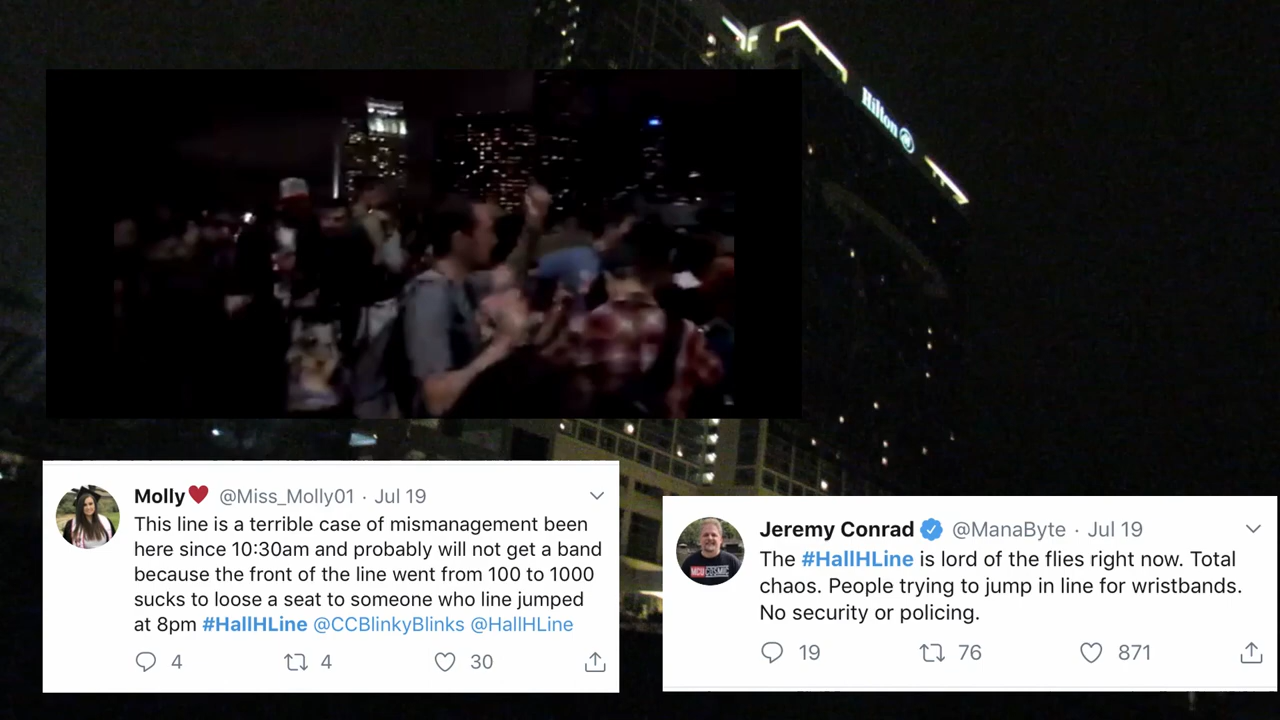 Hilton
Molly❤️ @Miss_Molly01 · Jul 19
This line is a terrible case of mismanagement been
here since 10:30am and probably will not get a band
because the front of the line went from 100 to 1000
sucks to loose a seat to someone who line jumped
at 8pm #HallHLine @CCBlinkyBlinks @HallHLine
4 4 30
Jeremy Conrad @ManaByte · Jul 19
The #HallHLine is lord of the flies right now. Total
chaos. People trying to jump in line for wristbands.
No security or policing.
19 76 871
MCU COSMIC